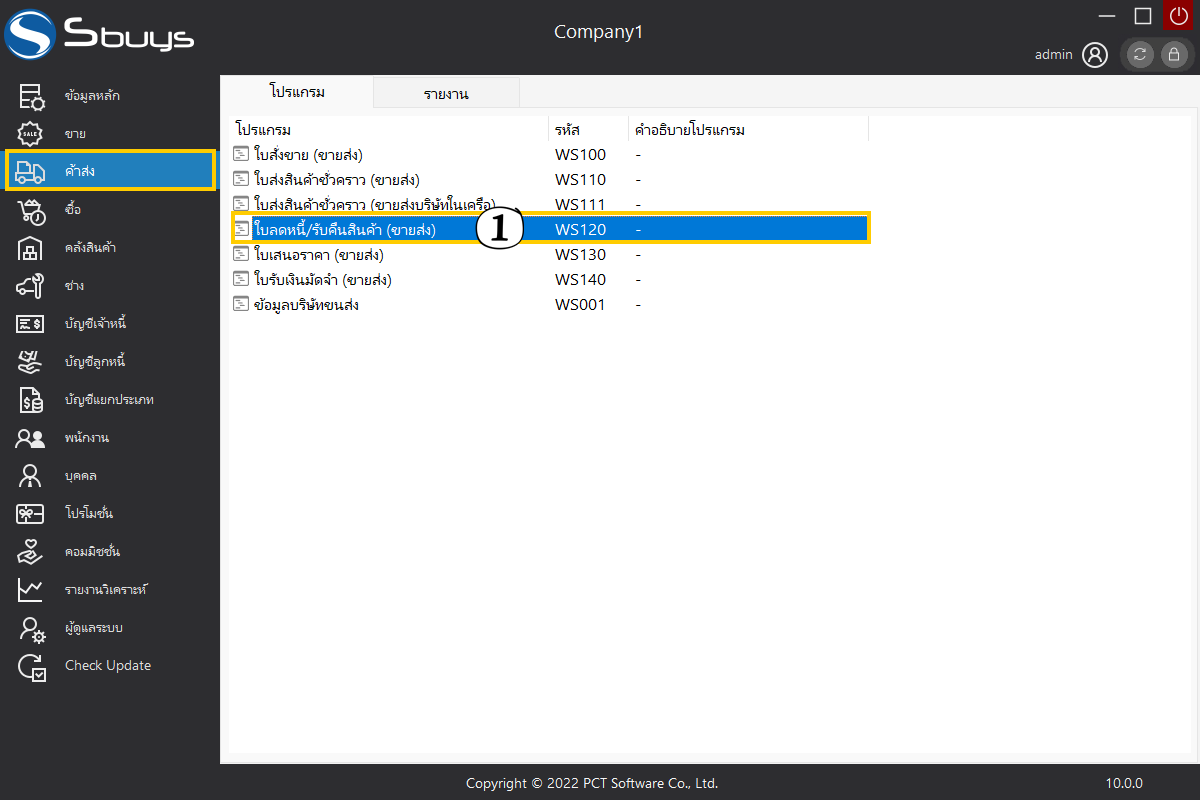 Sbuys
Company1
admin
ข้อมูลหลัก
ขาย
ค้าส่ง
ซื้อ
คลังสินค้า
ช่าง
บัญชีเจ้าหนี้
บัญชีลูกหนี้
บัญชีแยกประเภท
พนักงาน
บุคคล
โปรโมชั่น
คอมมิชชั่น
รายงานวิเคราะห์
ผู้ดูแลระบบ
Check Update
โปรแกรม รายงาน
โปรแกรม รหัส คำอธิบายโปรแกรม
ใบสั่งขาย (ขายส่ง) WS100 -
ใบส่งสินค้าชั่วคราว (ขายส่ง) WS110 -
ใบส่งสินค้าชั่วคราว (ขายส่งบริษัทในเครือ) WS111 -
ใบลดหนี้/รับคืนสินค้า (ขายส่ง) 1 WS120 -
ใบเสนอราคา (ขายส่ง) WS130 -
ใบรับเงินมัดจำ (ขายส่ง) WS140 -
ข้อมูลบริษัทขนส่ง WS001 -
Copyright © 2022 PCT Software Co., Ltd. 10.0.0